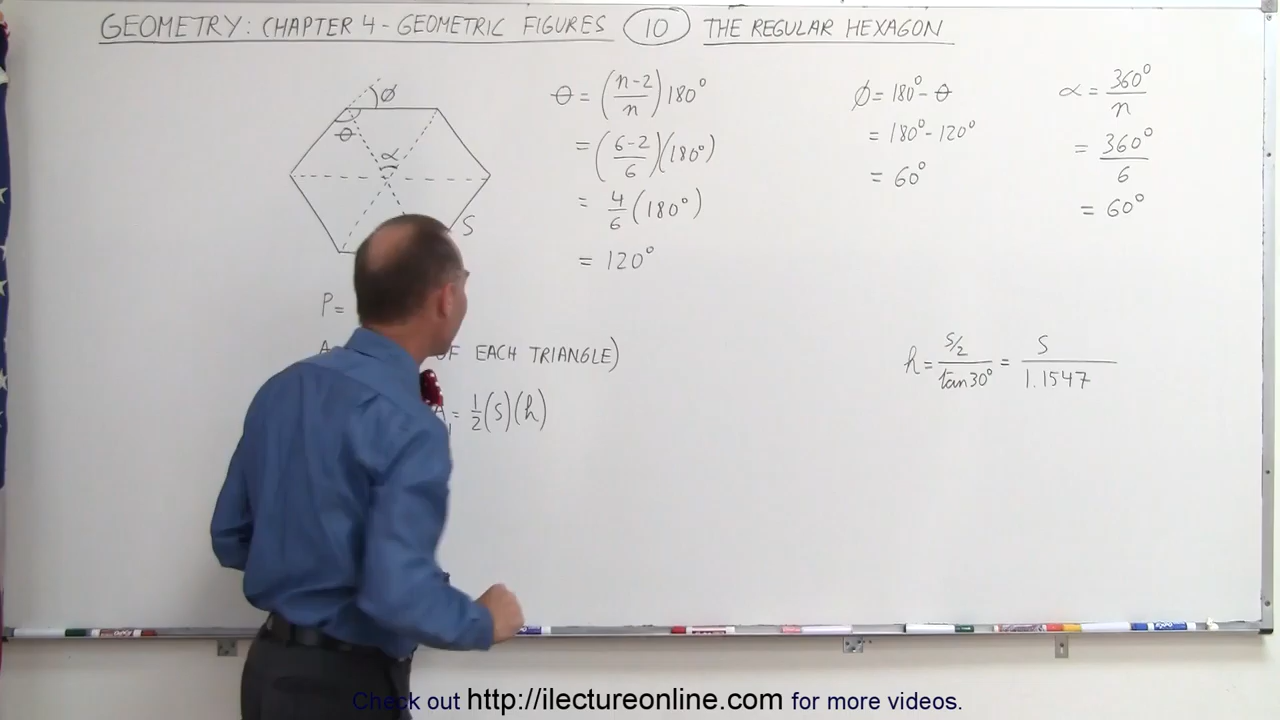 GEOMETRY: CHAPTER 4 - GEOMETRIC FIGURES 10 THE REGULAR HEXAGON
φ
θ
α
S
θ = (n-2/n) 180°
= (6-2/6)(180°)
= 4/6 (180°)
= 120°
φ = 180° - θ
= 180° - 120°
= 60°
α = 360°/n
= 360°/6
= 60°
P=
A OF EACH TRIANGLE)
A₁ = 1/2 (S)(h)
h = S/2 / tan30° = S / 1.1547
Check out http://ilectureonline.com for more videos.